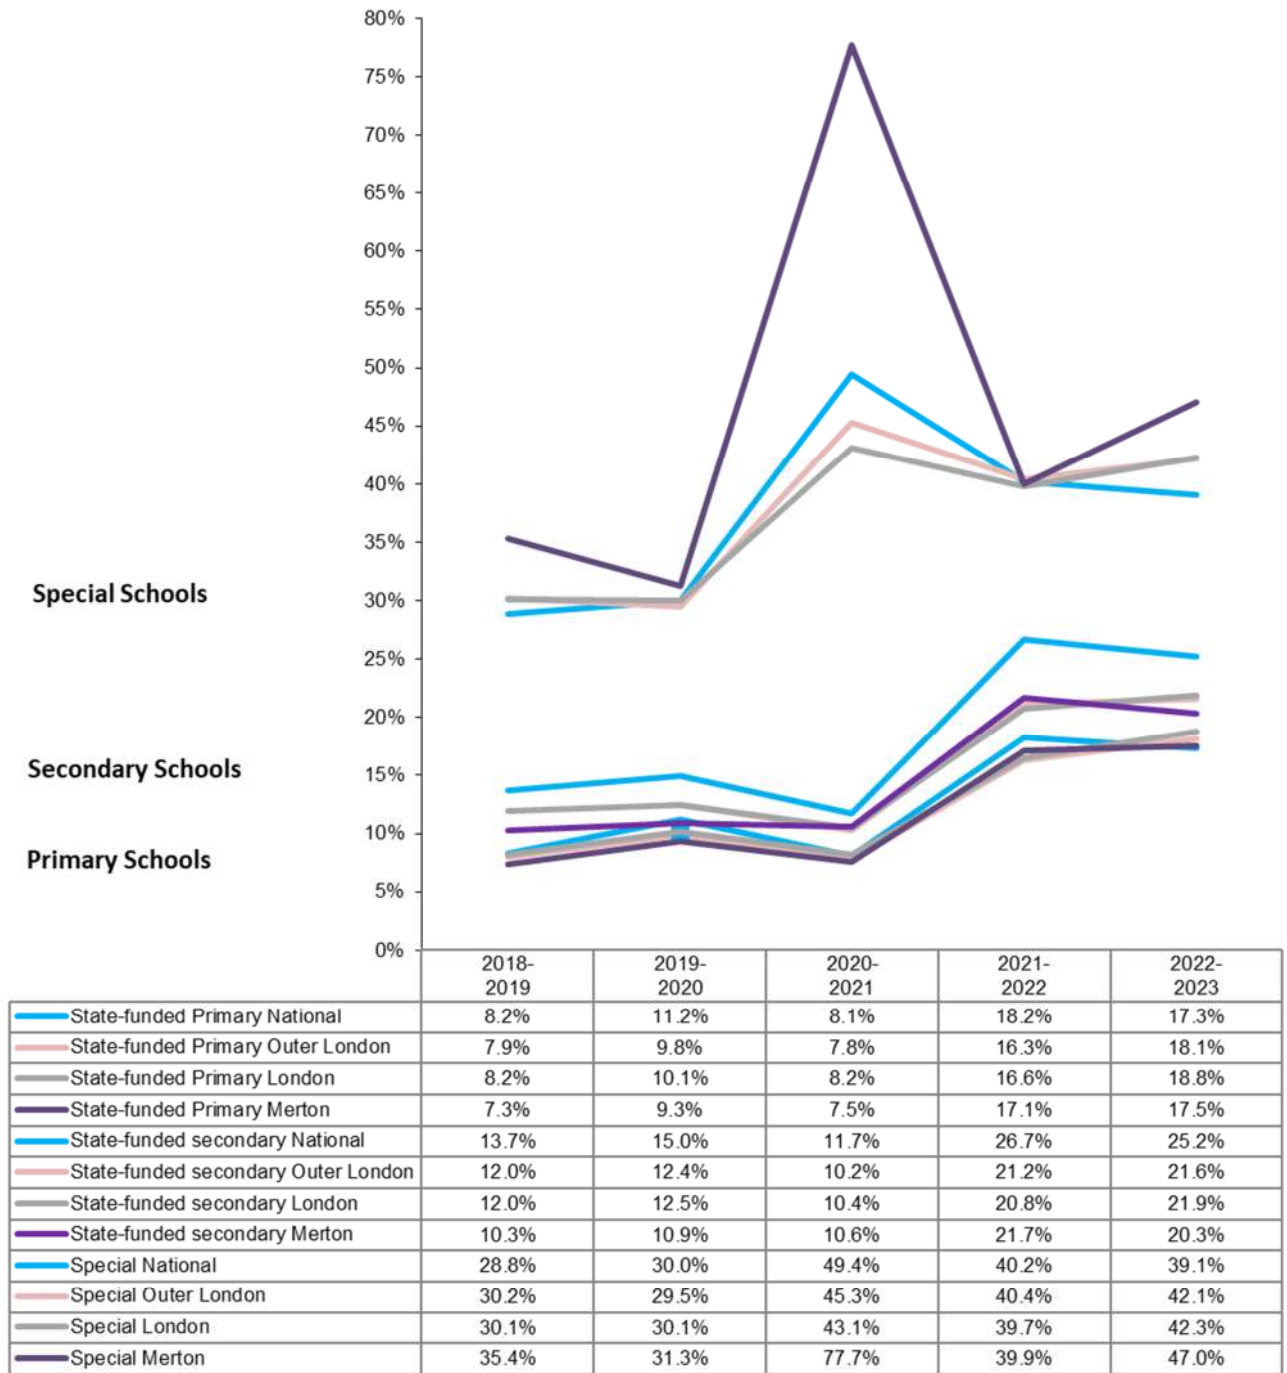 80%
75%
70%
65%
60%
55%
50%
45%
40%
35%
Special Schools
30%
25%
20%
Secondary Schools
15%
10%
Primary Schools
5%
0%
2018- 2019- 2020- 2021- 2022-
2019 2020 2021 2022 2023
State-funded Primary National 8.2% 11.2% 8.1% 18.2% 17.3%
State-funded Primary Outer London 7.9% 9.8% 7.8% 16.3% 18.1%
State-funded Primary London 8.2% 10.1% 8.2% 16.6% 18.8%
State-funded Primary Merton 7.3% 9.3% 7.5% 17.1% 17.5%
State-funded secondary National 13.7% 15.0% 11.7% 26.7% 25.2%
State-funded secondary Outer London 12.0% 12.4% 10.2% 21.2% 21.6%
State-funded secondary London 12.0% 12.5% 10.4% 20.8% 21.9%
State-funded secondary Merton 10.3% 10.9% 10.6% 21.7% 20.3%
Special National 28.8% 30.0% 49.4% 40.2% 39.1%
Special Outer London 30.2% 29.5% 45.3% 40.4% 42.1%
Special London 30.1% 30.1% 43.1% 39.7% 42.3%
Special Merton 35.4% 31.3% 77.7% 39.9% 47.0%